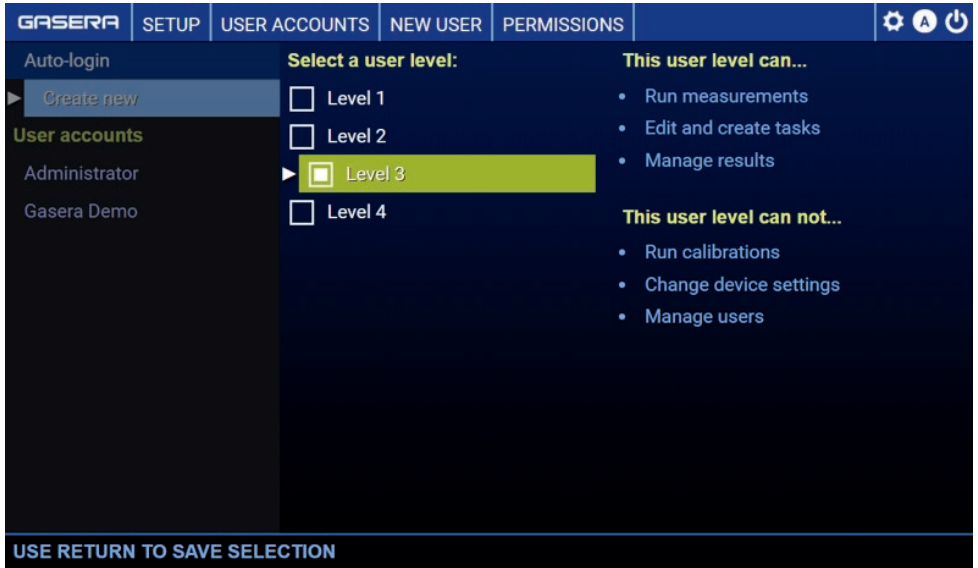 GASERA SETUP USER ACCOUNTS NEW USER PERMISSIONS A
Auto-login
Create new
User accounts
Administrator
Gasera Demo
Select a user level:
Level 1
Level 2
Level 3
Level 4
This user level can...
• Run measurements
• Edit and create tasks
• Manage results
This user level can not...
• Run calibrations
• Change device settings
• Manage users
USE RETURN TO SAVE SELECTION